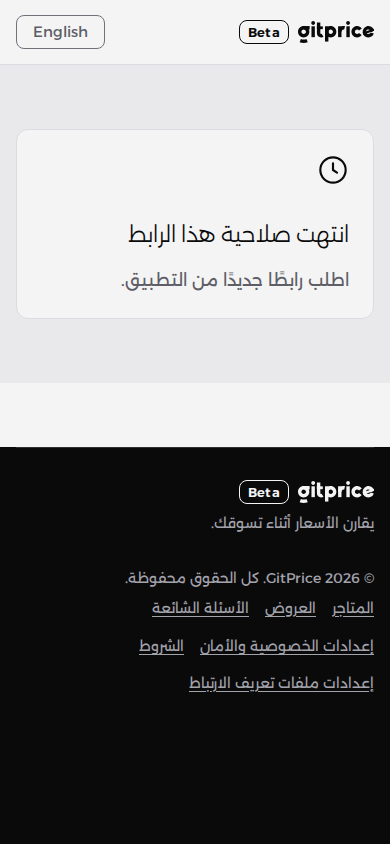 gitprice Beta English
انتهت صلاحية هذا الرابط
اطلب رابطًا جديدًا من التطبيق.
gitprice Beta
يقارن الأسعار أثناء تسوقك.
© 2026 GitPrice. كل الحقوق محفوظة.
المتاجر العروض الأسئلة الشائعة
إعدادات الخصوصية والأمان الشروط
إعدادات ملفات تعريف الارتباط